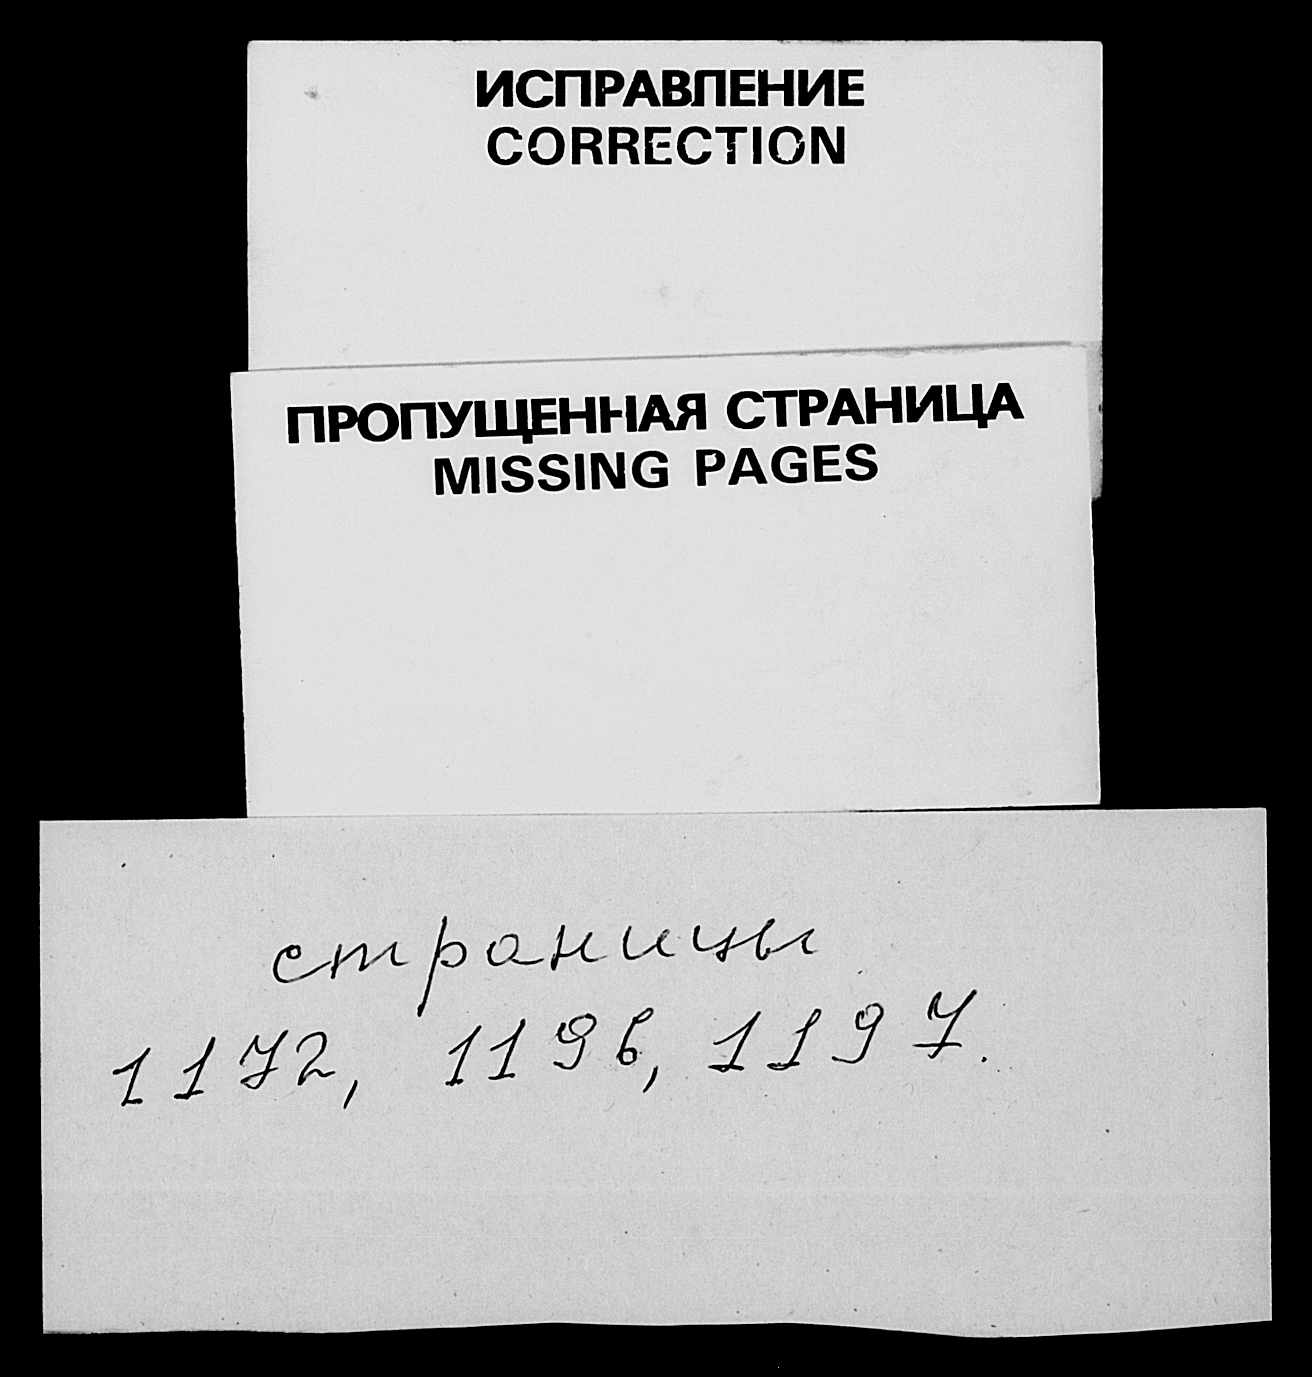 ИСПРАВЛЕНИЕ
CORRECTION
ПРОПУЩЕННАЯ СТРАНИЦА
MISSING PAGES
страницы
1172, 1196, 1197.